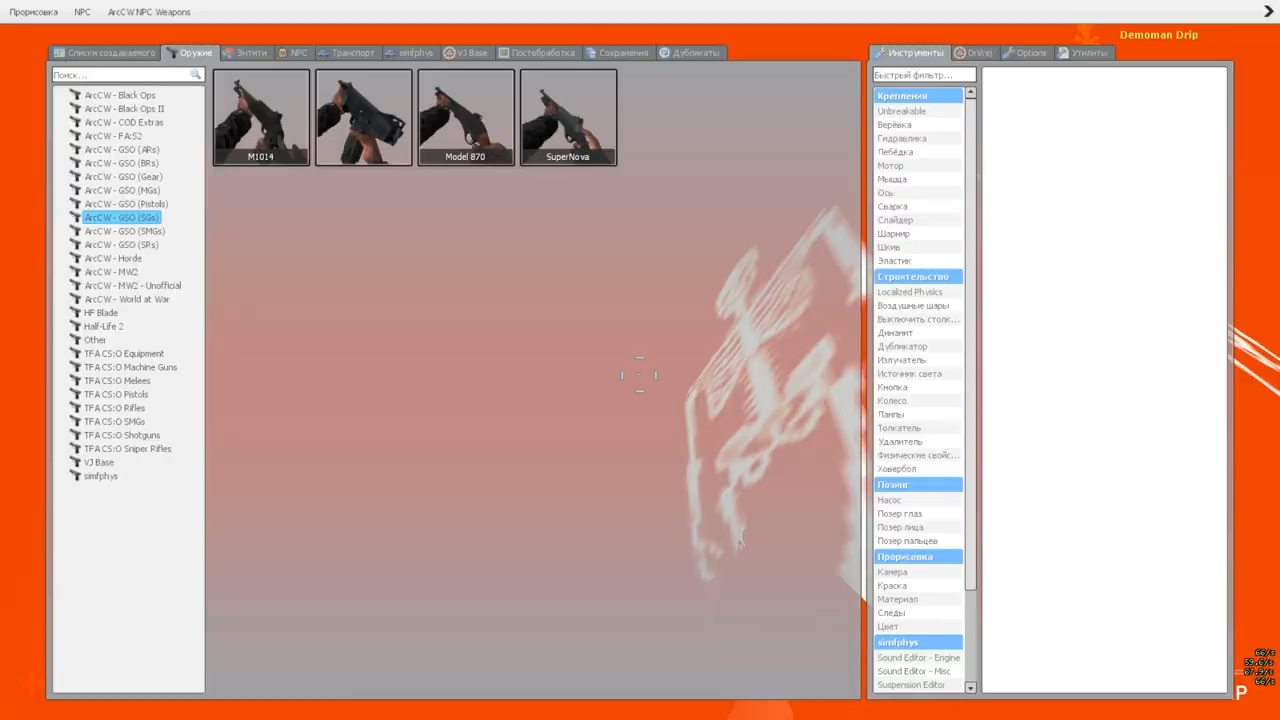 Прорисовка NPC ArcCW NPC Weapons
Demoman Drip
Списки создаваемого Оружие Энтити NPC Транспорт simfphys VJ Base Постобработка Сохранения Дубликаты
Инструменты Drivej Options Утилиты
Поиск...
Быстрый фильтр...
ArcCW - Black Ops
ArcCW - Black Ops II
ArcCW - COD Extras
ArcCW - FA:S2
ArcCW - GSO (ARs)
ArcCW - GSO (BRs)
ArcCW - GSO (Gear)
ArcCW - GSO (MGs)
ArcCW - GSO (Pistols)
ArcCW - GSO (SGs)
ArcCW - GSO (SMGs)
ArcCW - GSO (SRs)
ArcCW - Horde
ArcCW - MW2
ArcCW - MW2 - Unofficial
ArcCW - World at War
HF Blade
Half-Life 2
Other
TFA CS:O Equipment
TFA CS:O Machine Guns
TFA CS:O Melees
TFA CS:O Pistols
TFA CS:O Rifles
TFA CS:O SMGs
TFA CS:O Shotguns
TFA CS:O Sniper Rifles
VJ Base
simfphys
M1014
Model 870
SuperNova
Крепления
Unbreakable
Верёвка
Гидравлика
Лебёдка
Мотор
Мышца
Ось
Сварка
Слайдер
Шарнир
Шкив
Эластик
Строительство
Localized Physics
Воздушные шары
Выключить столк...
Динамит
Дубликатор
Излучатель
Источник света
Кнопка
Колесо
Лампы
Толкатель
Удалитель
Физические свойс...
Ховербол
Позинг
Насос
Позер глаз
Позер лица
Позер пальцев
Прорисовка
Камера
Краска
Материал
Следы
Цвет
simfphys
Sound Editor - Engine
Sound Editor - Misc
Suspension Editor
66/s
67.9/s
66/s
P